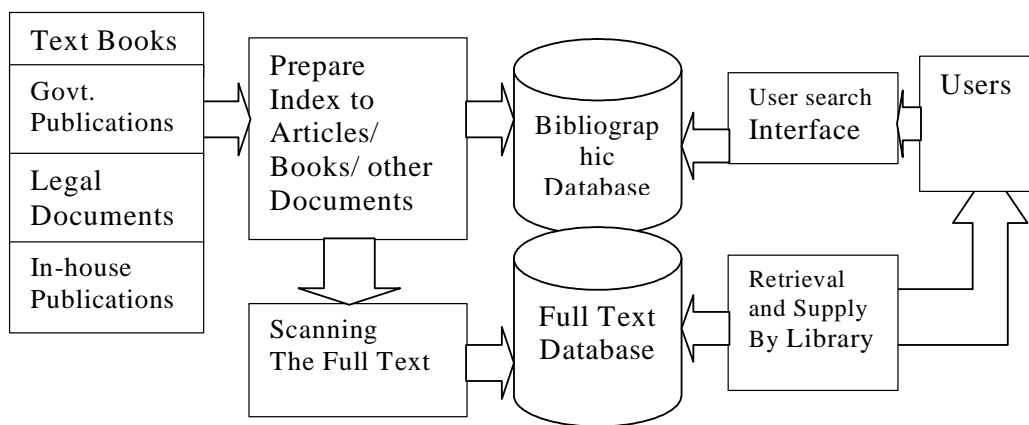 Text Books
Govt.
Publications
Legal
Documents
In-house
Publications
Prepare
Index to
Articles/
Books/ other
Documents
Scanning
The Full Text
Bibliograp
hic
Database
Full Text
Database
User search
Interface
Retrieval
and Supply
By Library
Users